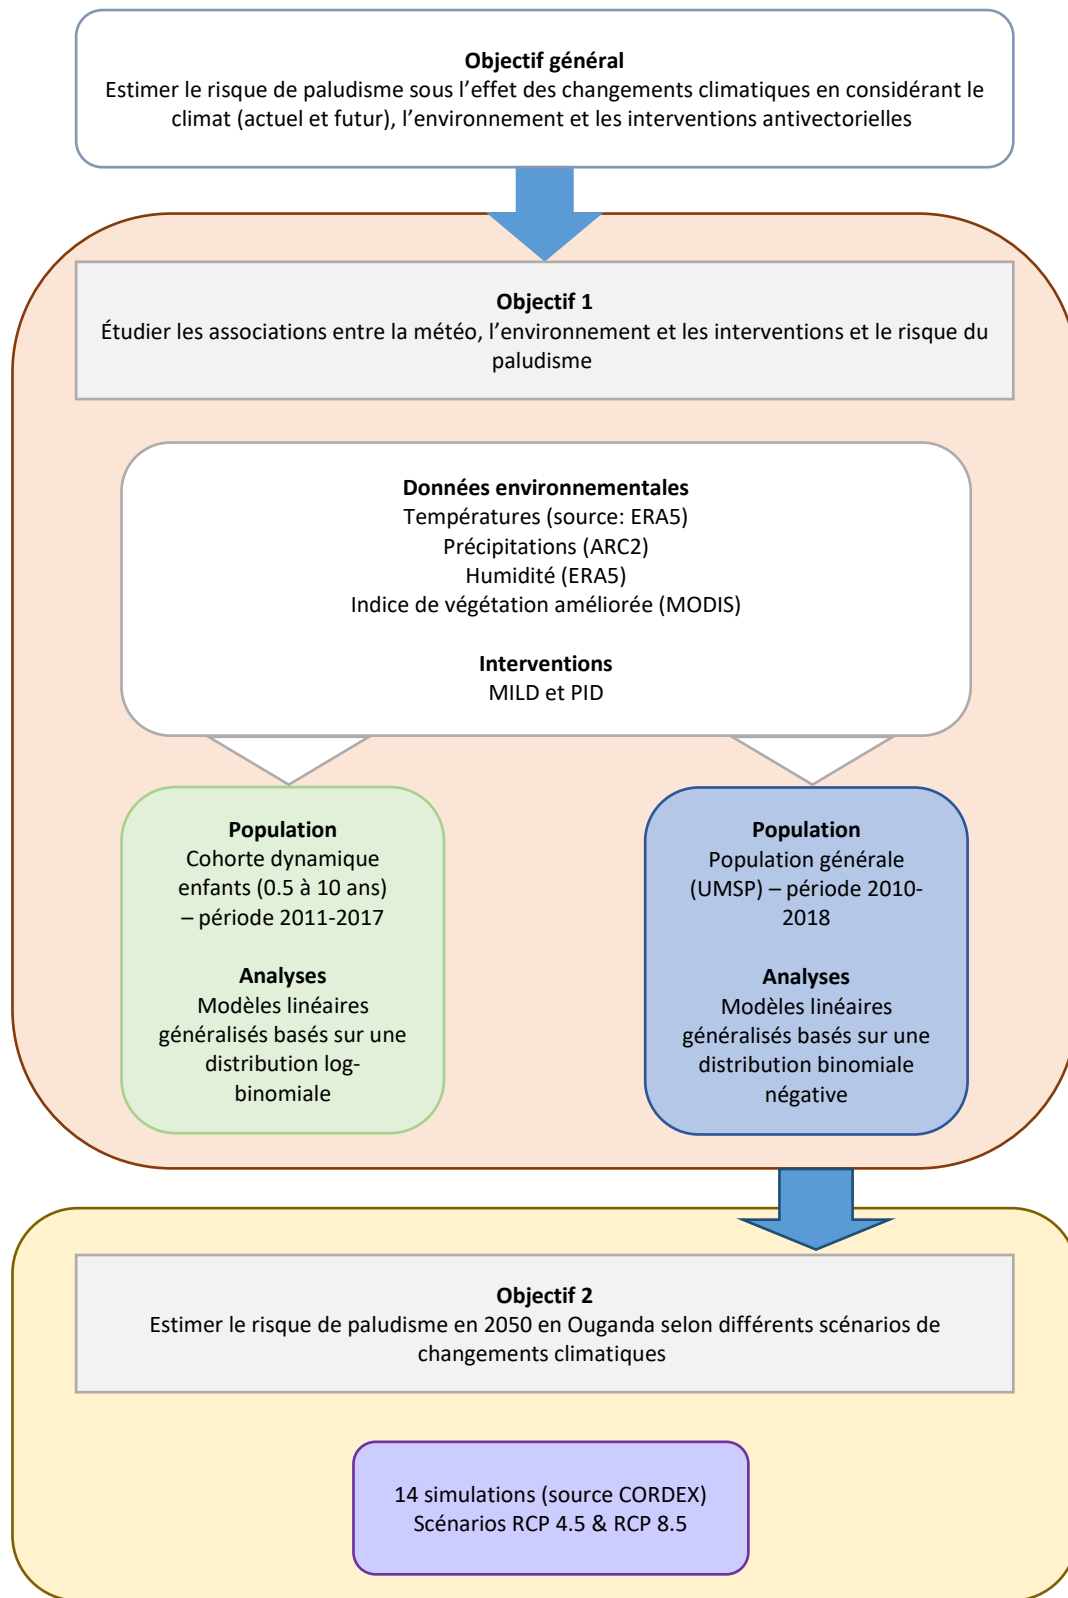 Objectif général
Estimer le risque de paludisme sous l’effet des changements climatiques en considérant le
climat (actuel et futur), l’environnement et les interventions antivectorielles
Objectif 1
Étudier les associations entre la météo, l’environnement et les interventions et le risque du
paludisme
Données environnementales
Températures (source: ERA5)
Précipitations (ARC2)
Humidité (ERA5)
Indice de végétation améliorée (MODIS)
Interventions
MILD et PID
Population
Cohorte dynamique
enfants (0.5 à 10 ans)
– période 2011-2017
Analyses
Modèles linéaires
généralisés basés sur une
distribution log-
binomiale
Population
Population générale
(UMSP) – période 2010-
2018
Analyses
Modèles linéaires
généralisés basés sur une
distribution binomiale
négative
Objectif 2
Estimer le risque de paludisme en 2050 en Ouganda selon différents scénarios de
changements climatiques
14 simulations (source CORDEX)
Scénarios RCP 4.5 & RCP 8.5